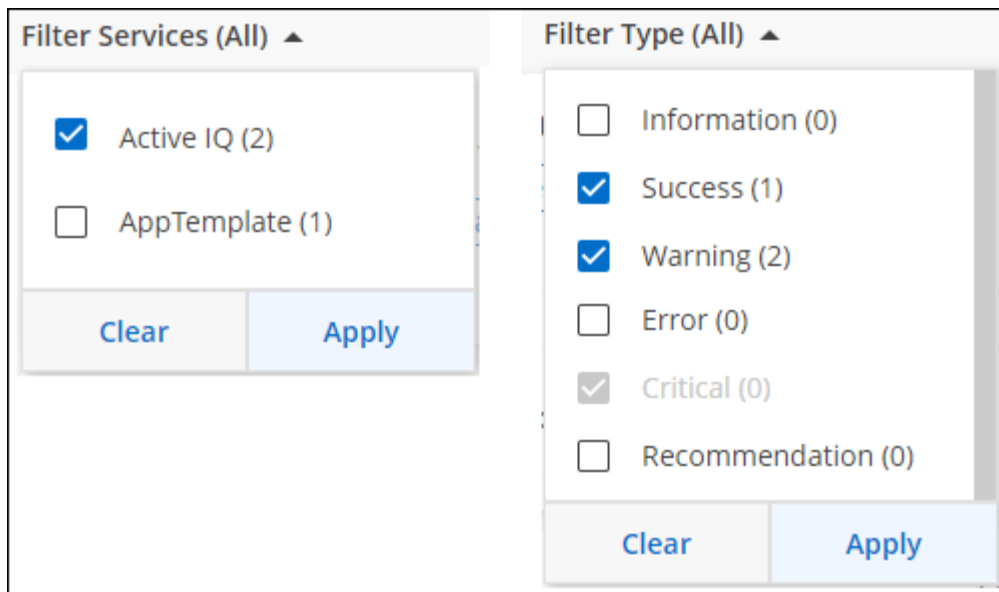 Filter Services (All)
Active IQ (2)
AppTemplate (1)
Clear
Apply
Filter Type (All)
Information (0)
Success (1)
Warning (2)
Error (0)
Critical (0)
Recommendation (0)
Clear
Apply